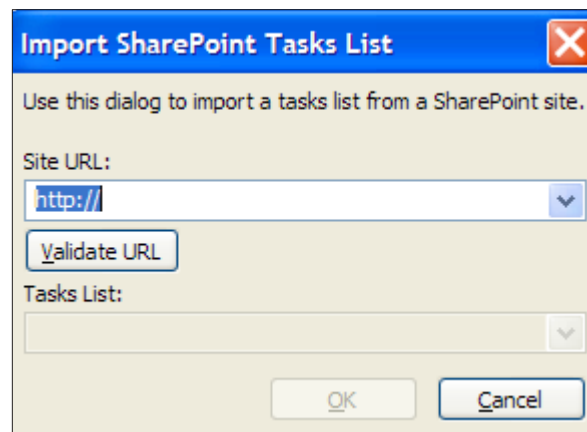 Import SharePoint Tasks List
Use this dialog to import a tasks list from a SharePoint site.
Site URL:
http://
Validate URL
Tasks List:
OK
Cancel